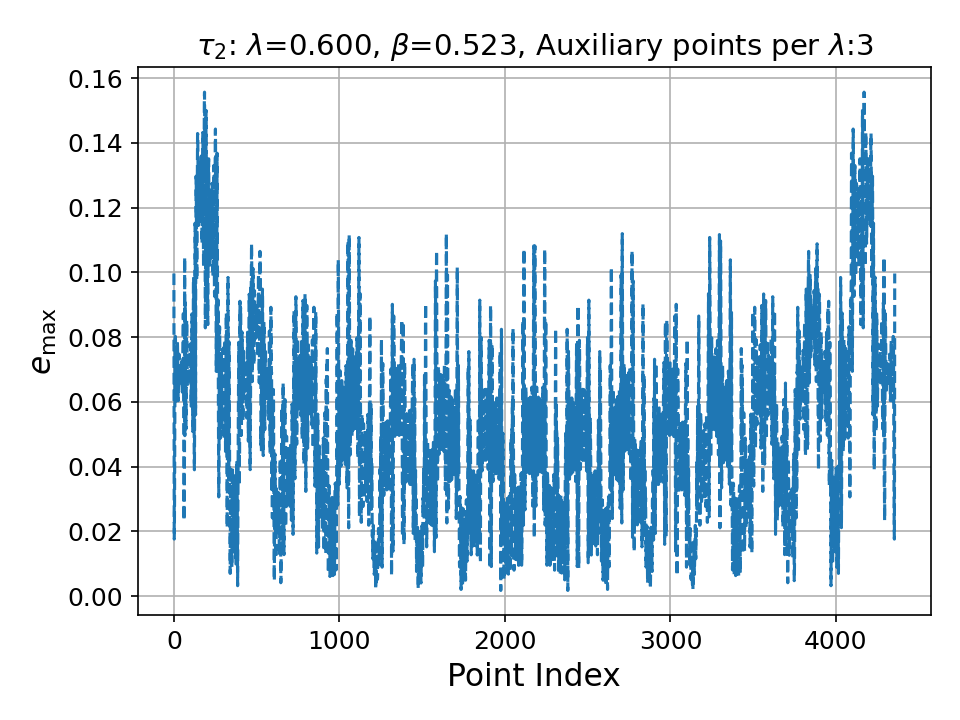 τ₂: λ=0.600, β=0.523, Auxiliary points per λ:3
e_max
0.16
0.14
0.12
0.10
0.08
0.06
0.04
0.02
0.00
0 1000 2000 3000 4000
Point Index